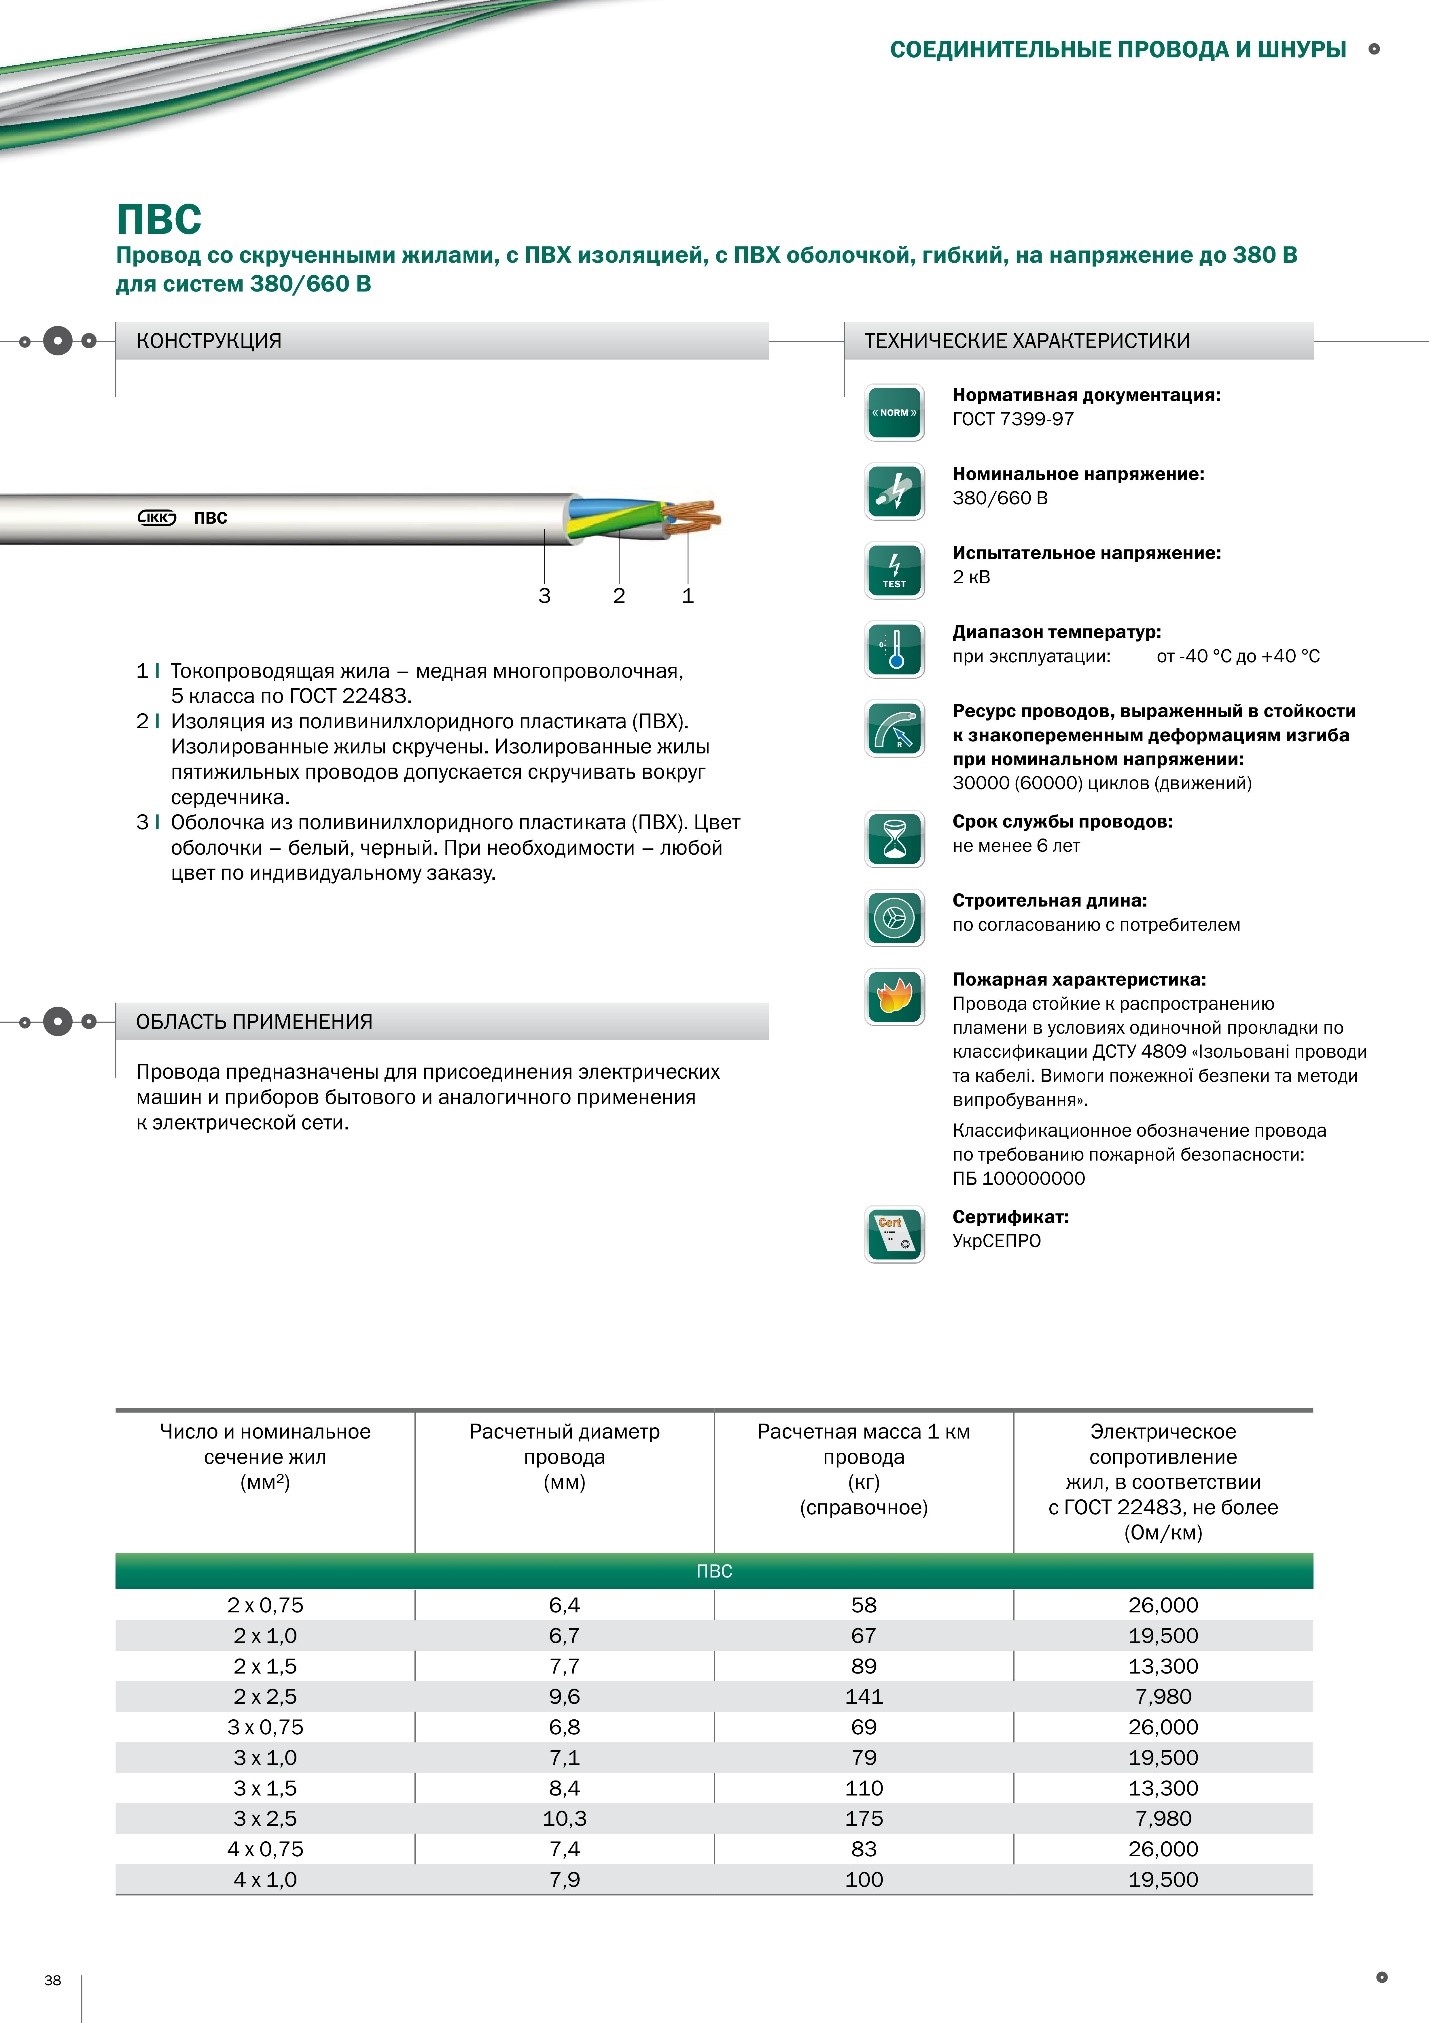 СОЕДИНИТЕЛЬНЫЕ ПРОВОДА И ШНУРЫ
ПВС
Провод со скрученными жилами, с ПВХ изоляцией, с ПВХ оболочкой, гибкий, на напряжение до 380 В
для систем 380/660 В
КОНСТРУКЦИЯ
ПВС
3 2 1
1 | Токопроводящая жила – медная многопроволочная,
5 класса по ГОСТ 22483.
2 | Изоляция из поливинилхлоридного пластиката (ПВХ).
Изолированные жилы скручены. Изолированные жилы
пятижильных проводов допускается скручивать вокруг
сердечника.
3 | Оболочка из поливинилхлоридного пластиката (ПВХ). Цвет
оболочки – белый, черный. При необходимости – любой
цвет по индивидуальному заказу.
ОБЛАСТЬ ПРИМЕНЕНИЯ
Провода предназначены для присоединения электрических
машин и приборов бытового и аналогичного применения
к электрической сети.
ТЕХНИЧЕСКИЕ ХАРАКТЕРИСТИКИ
«NORM»
Нормативная документация:
ГОСТ 7399-97
Номинальное напряжение:
380/660 В
TEST
Испытательное напряжение:
2 кВ
0
Диапазон температур:
при эксплуатации: от -40 °С до +40 °С
R
Ресурс проводов, выраженный в стойкости
к знакопеременным деформациям изгиба
при номинальном напряжении:
30000 (60000) циклов (движений)
Срок службы проводов:
не менее 6 лет
Строительная длина:
по согласованию с потребителем
Пожарная характеристика:
Провода стойкие к распространению
пламени в условиях одиночной прокладки по
классификации ДСТУ 4809 «Ізольовані проводи
та кабелі. Вимоги пожежної безпеки та методи
випробування».
Классификационное обозначение провода
по требованию пожарной безопасности:
ПБ 100000000
Cert
Сертификат:
УкрСЕПРО
Число и номинальное
сечение жил
(мм²)
Расчетный диаметр
провода
(мм)
Расчетная масса 1 км
провода
(кг)
(справочное)
Электрическое
сопротивление
жил, в соответствии
с ГОСТ 22483, не более
(Ом/км)
ПВС
2 x 0,75 6,4 58 26,000
2 x 1,0 6,7 67 19,500
2 x 1,5 7,7 89 13,300
2 x 2,5 9,6 141 7,980
3 x 0,75 6,8 69 26,000
3 x 1,0 7,1 79 19,500
3 x 1,5 8,4 110 13,300
3 x 2,5 10,3 175 7,980
4 x 0,75 7,4 83 26,000
4 x 1,0 7,9 100 19,500
38